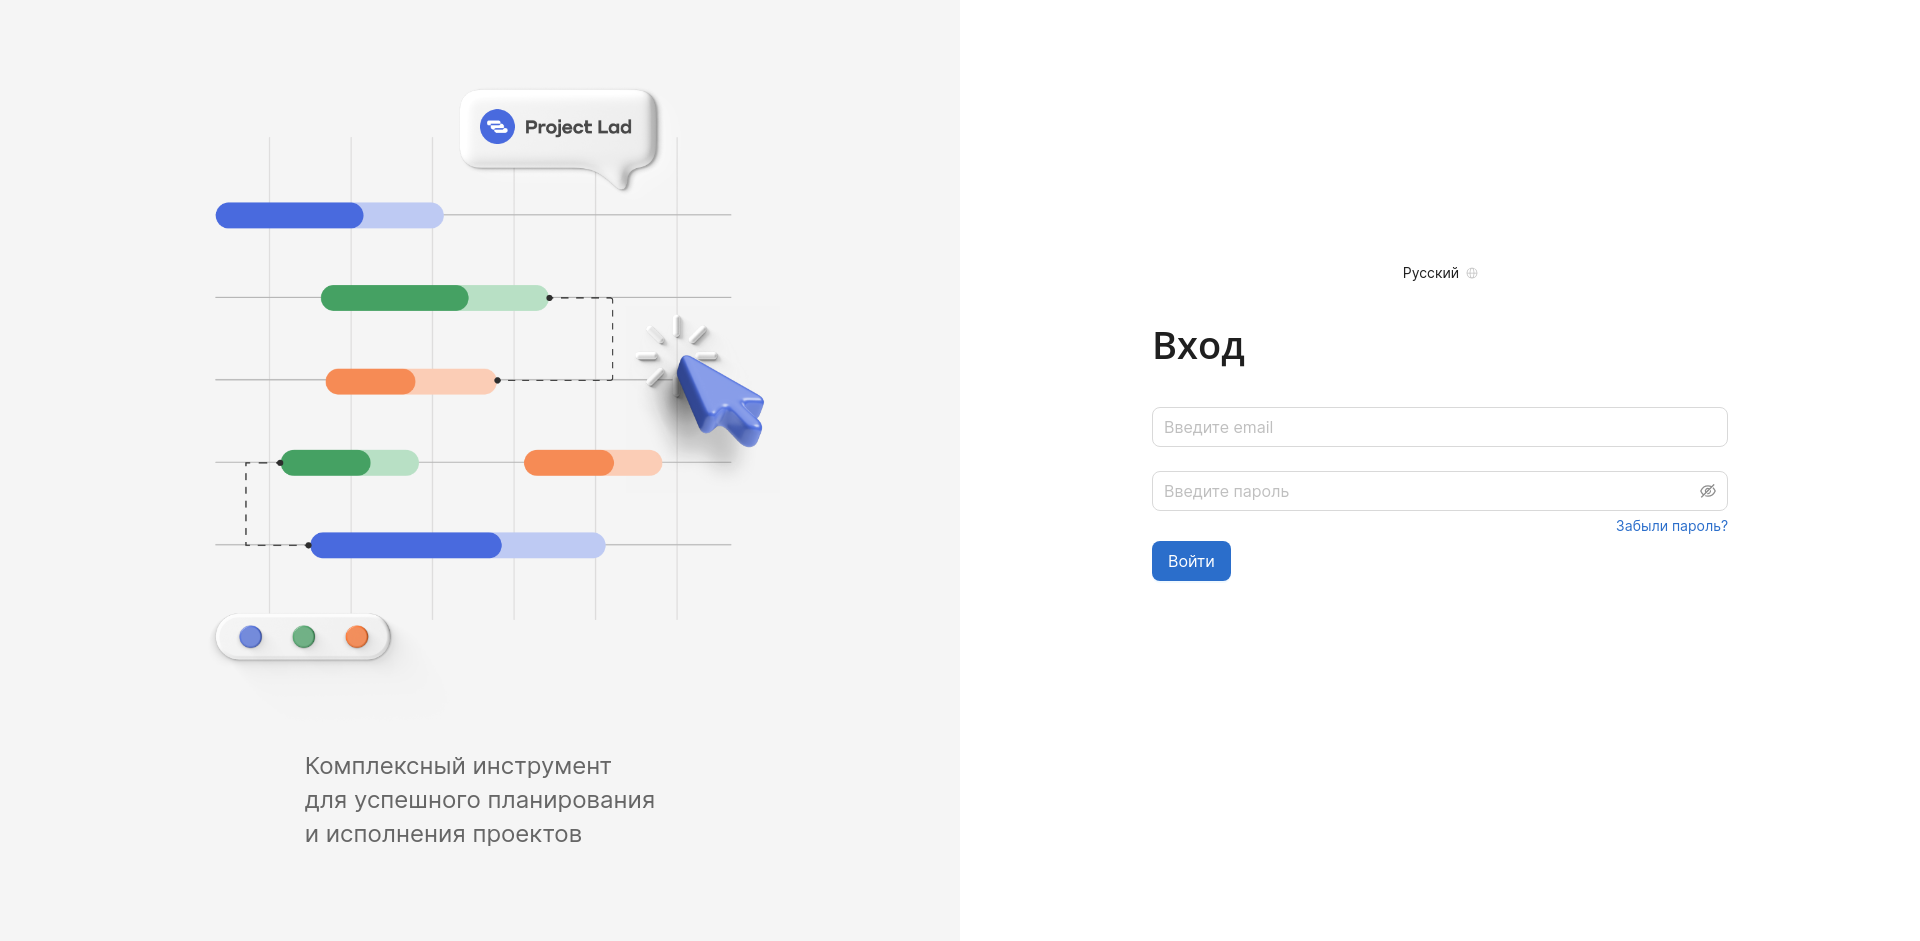 Project Lad
Комплексный инструмент
для успешного планирования
и исполнения проектов
Русский
Вход
Введите email
Введите пароль
Забыли пароль?
Войти